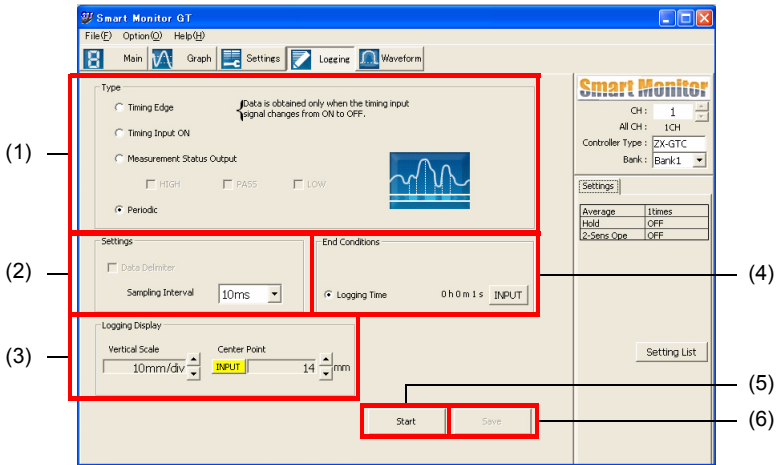 Smart Monitor GT
File(F) Option(O) Help(H)
Main Graph Settings Logging Waveform
Type
Timing Edge
Data is obtained only when the timing input
signal changes from ON to OFF.
Timing Input ON
Measurement Status Output
HIGH PASS LOW
Periodic
Settings
Data Delimiter
Sampling Interval 10ms
End Conditions
Logging Time 0 h 0 m 1 s INPUT
Logging Display
Vertical Scale Center Point
10mm/div INPUT 14 mm
Start Save
Smart Monitor
CH : 1
All CH : 1CH
Controller Type : ZX-GTC
Bank : Bank1
Settings
Average 1times
Hold OFF
2-Sens Ope OFF
Setting List
(1)
(2)
(3)
(4)
(5)
(6)